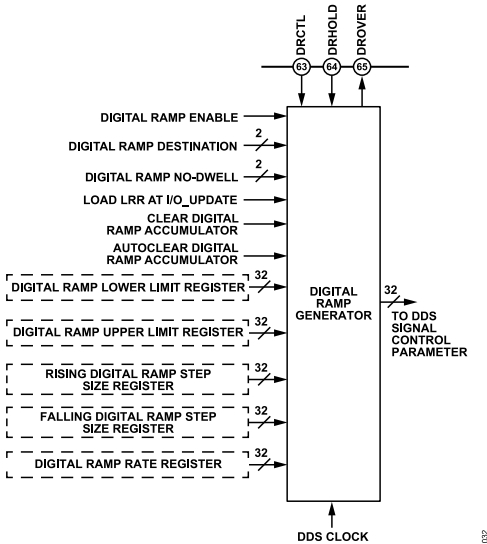 DRCTL
DRHOLD
DROVER
63
64
65
DIGITAL RAMP ENABLE
2
DIGITAL RAMP DESTINATION
2
DIGITAL RAMP NO-DWELL
LOAD LRR AT I/O_UPDATE
CLEAR DIGITAL
RAMP ACCUMULATOR
AUTOCLEAR DIGITAL
RAMP ACCUMULATOR
32
DIGITAL RAMP LOWER LIMIT REGISTER
32
DIGITAL RAMP UPPER LIMIT REGISTER
32
RISING DIGITAL RAMP STEP
SIZE REGISTER
32
FALLING DIGITAL RAMP STEP
SIZE REGISTER
32
DIGITAL RAMP RATE REGISTER
DIGITAL
RAMP
GENERATOR
32
TO DDS
SIGNAL
CONTROL
PARAMETER
DDS CLOCK
032